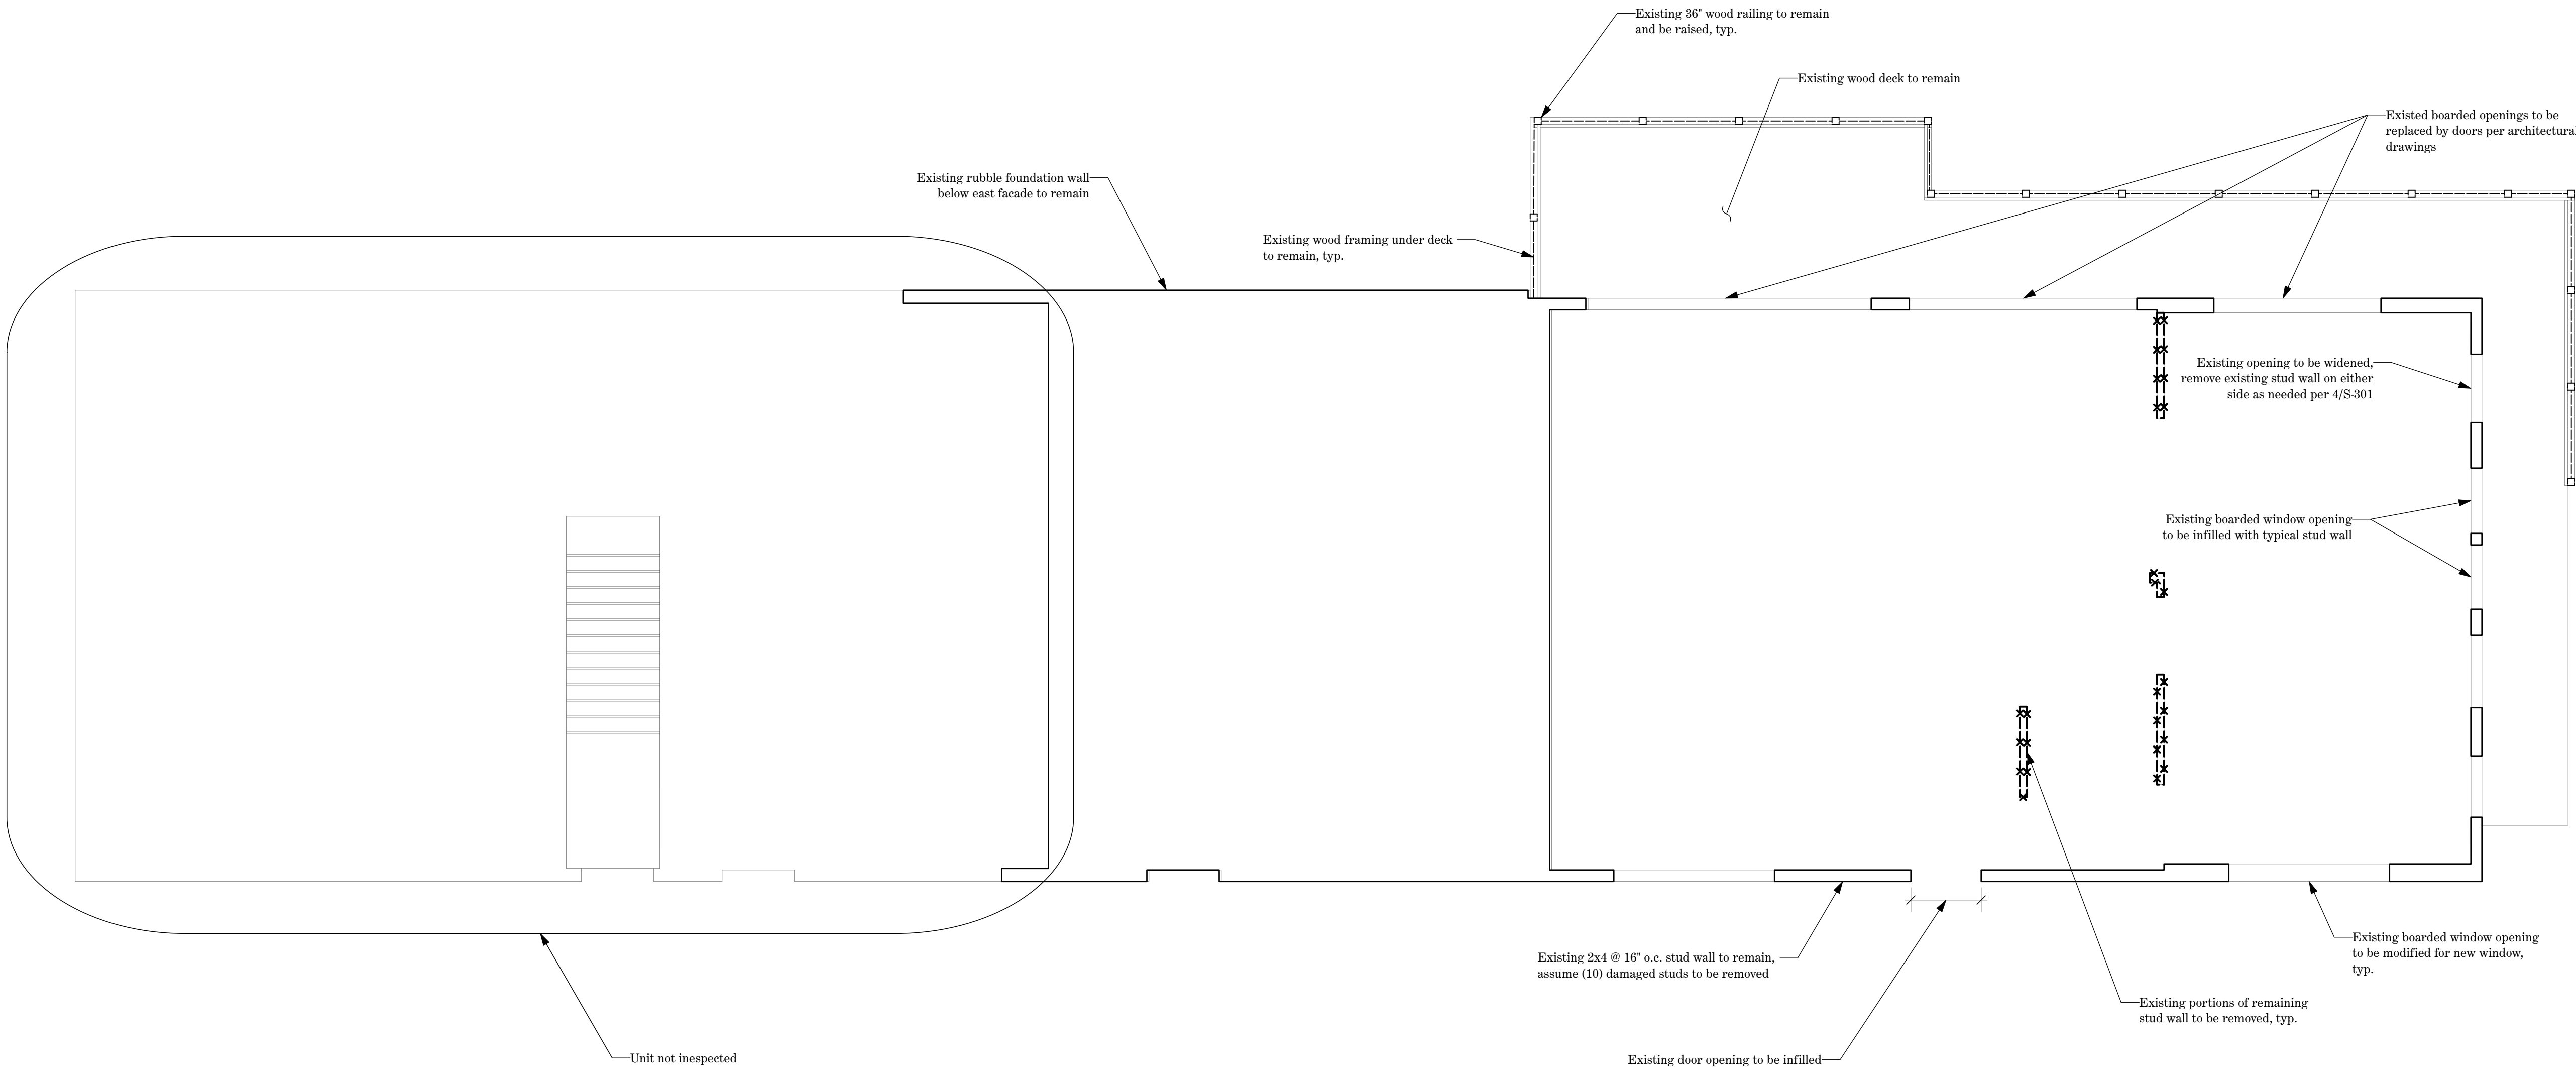 Existing 36" wood railing to remain
and be raised, typ.
Existing wood deck to remain
Existed boarded openings to be
replaced by doors per architectural
drawings
Existing rubble foundation wall
below east facade to remain
Existing wood framing under deck
to remain, typ.
Existing opening to be widened,
remove existing stud wall on either
side as needed per 4/S-301
Existing boarded window opening
to be infilled with typical stud wall
Existing 2x4 @ 16" o.c. stud wall to remain,
assume (10) damaged studs to be removed
Existing boarded window opening
to be modified for new window,
typ.
Existing portions of remaining
stud wall to be removed, typ.
Unit not inespected
Existing door opening to be infilled